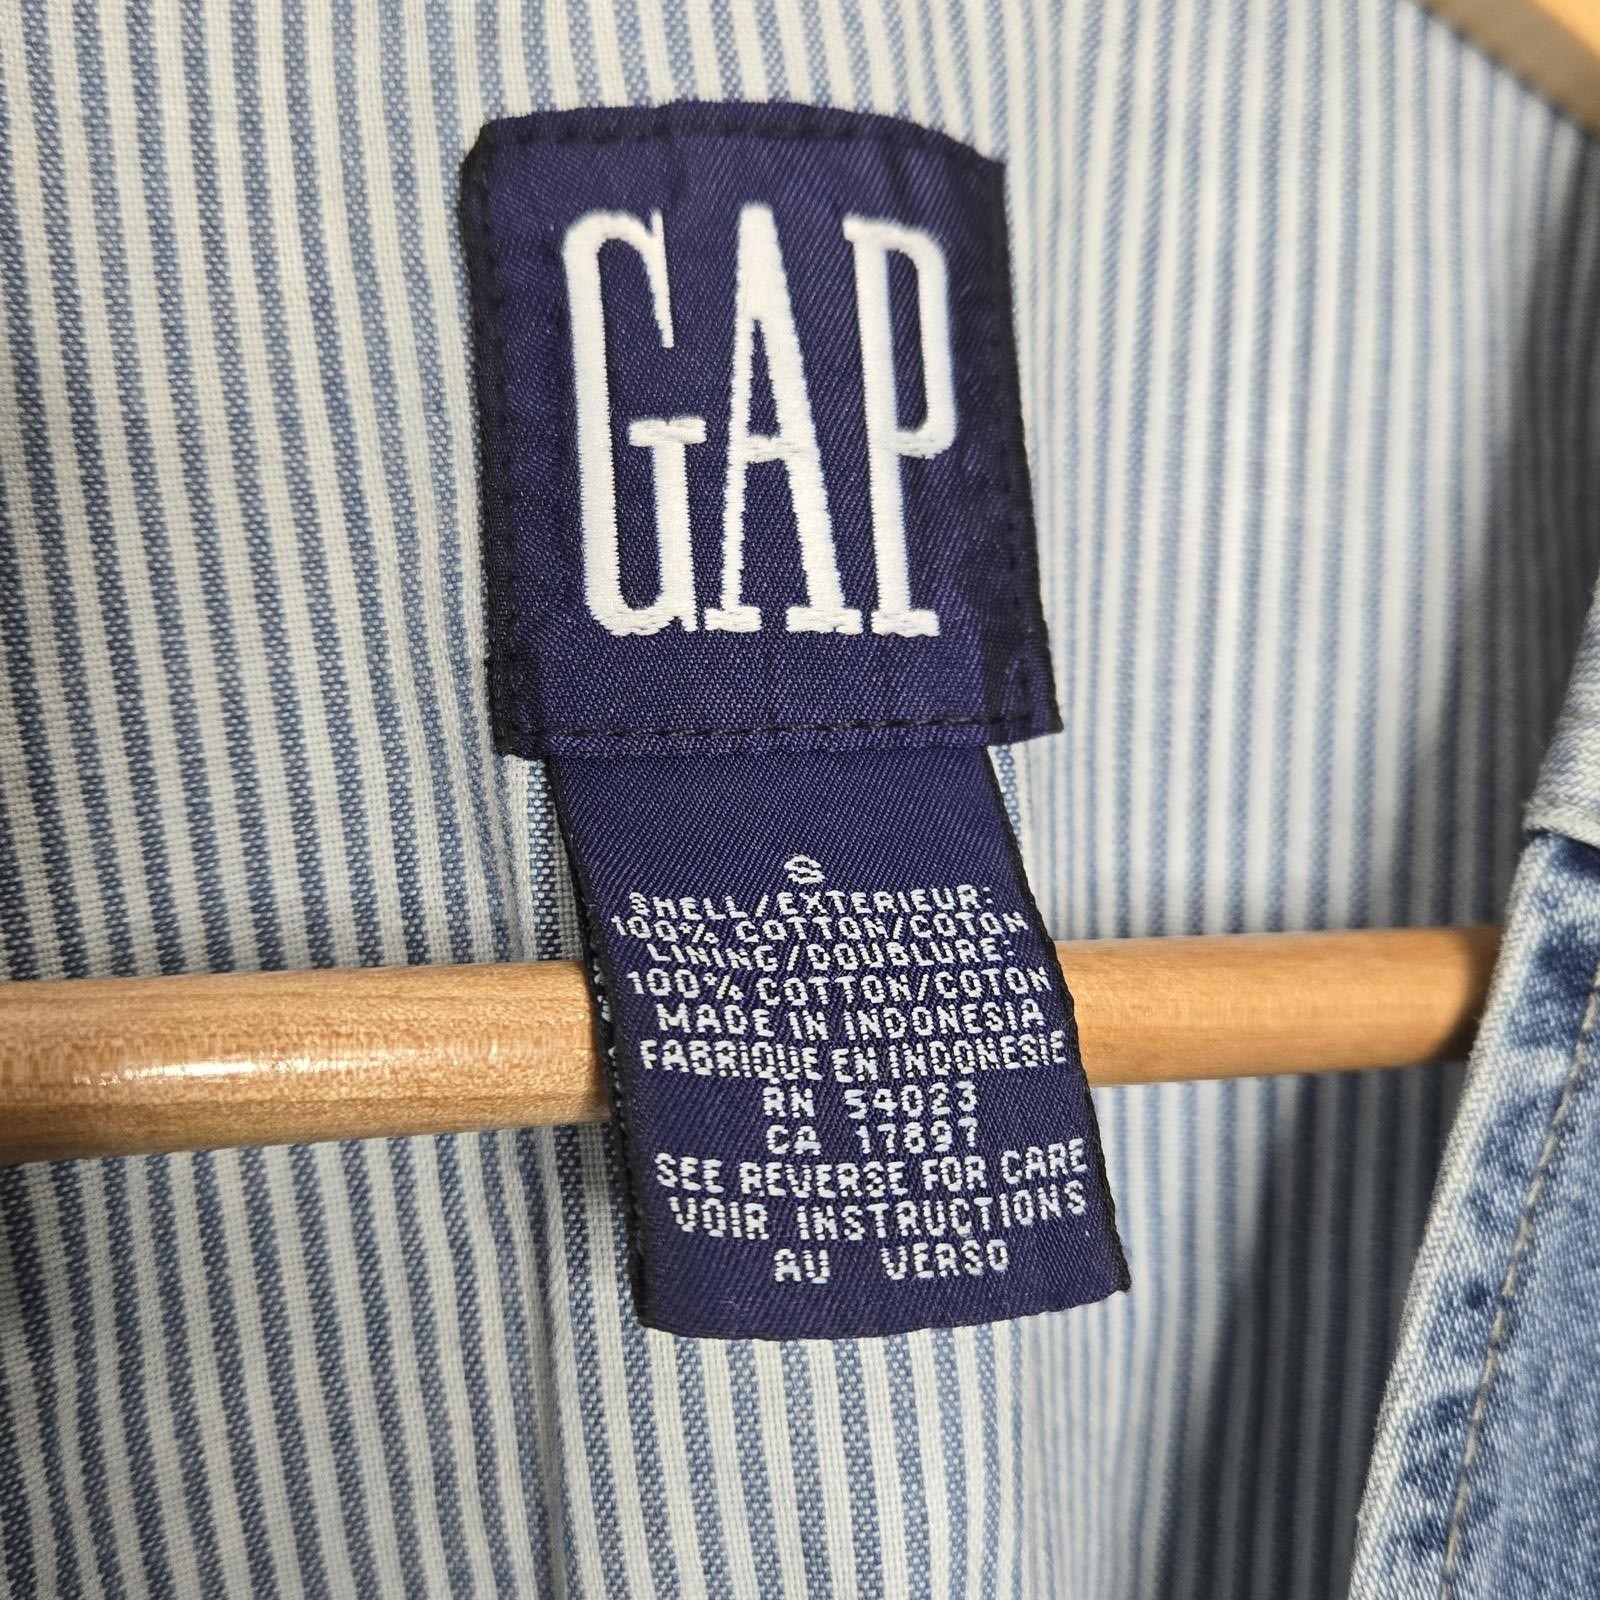 GAP
S
SHELL/EXTERIEUR:
100% COTTON/COTON
LINING/DOUBLURE:
100% COTTON/COTON
MADE IN INDONESIA
FABRIQUE EN INDONESIE
RN 54023
CA 17897
SEE REVERSE FOR CARE
VOIR INSTRUCTIONS
AU VERSO